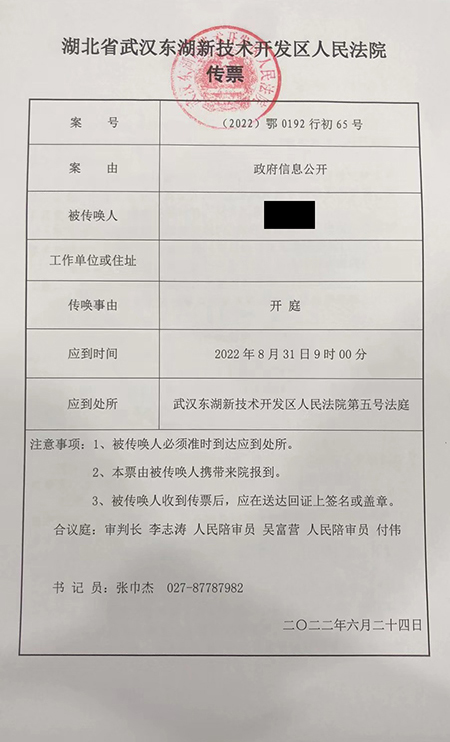 湖北省武汉东湖新技术开发区人民法院
传票
案 号 （2022）鄂 0192 行初 65 号
案 由 政府信息公开
被传唤人
工作单位或住址
传唤事由 开 庭
应到时间 2022 年 8 月 31 日 9 时 00 分
应到处所 武汉东湖新技术开发区人民法院第五号法庭
注意事项：1、被传唤人必须准时到达应到处所。
2、本票由被传唤人携带来院报到。
3、被传唤人收到传票后，应在送达回证上签名或盖章。
合议庭：审判长 李志涛 人民陪审员 吴富营 人民陪审员 付伟
书 记 员：张巾杰 027-87787982
二〇二二年六月二十四日